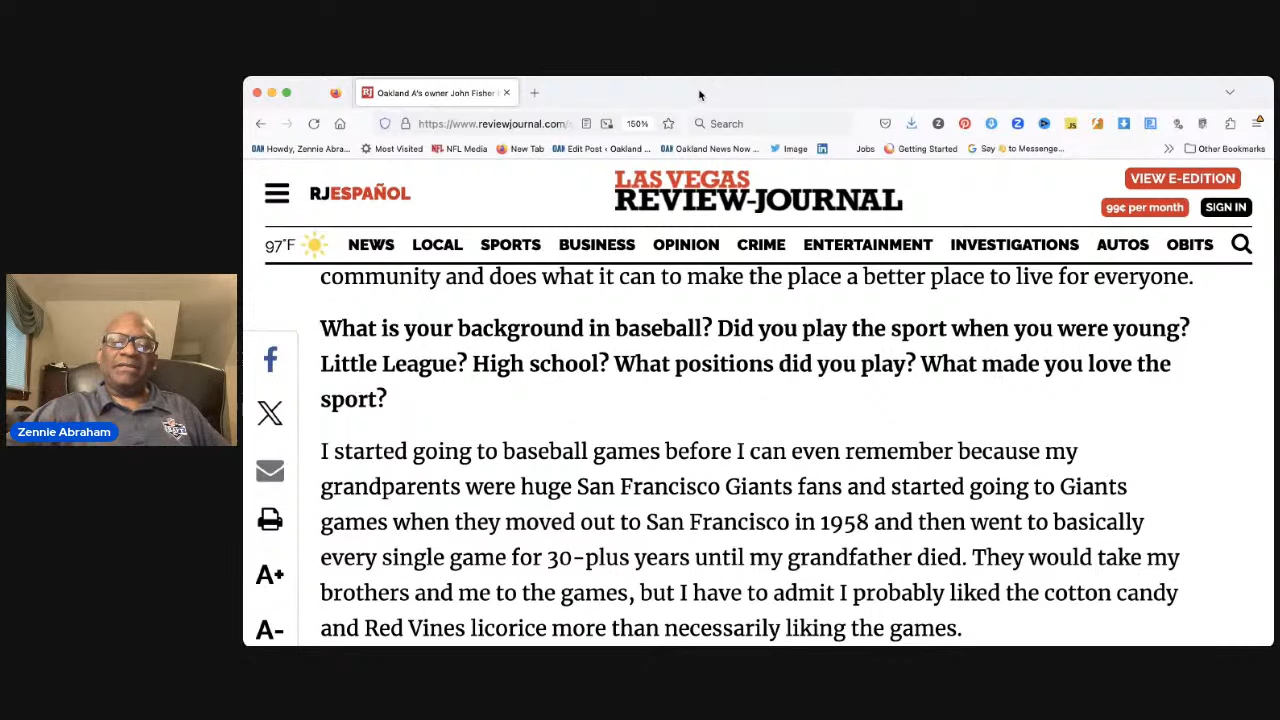 Oakland A's owner John Fisher
https://www.reviewjournal.com/
150%
Search
Howdy, Zennie Abra...
Most Visited
NFL Media
New Tab
Edit Post ‹ Oakland ...
Oakland News Now ...
Image
Jobs
Getting Started
Say 👋 to Messenge...
Other Bookmarks
RJESPAÑOL
LAS VEGAS
REVIEW-JOURNAL
VIEW E-EDITION
99¢ per month
SIGN IN
97°F
NEWS LOCAL SPORTS BUSINESS OPINION CRIME ENTERTAINMENT INVESTIGATIONS AUTOS OBITS
community and does what it can to make the place a better place to live for everyone.
What is your background in baseball? Did you play the sport when you were young?
Little League? High school? What positions did you play? What made you love the
sport?
I started going to baseball games before I can even remember because my
grandparents were huge San Francisco Giants fans and started going to Giants
games when they moved out to San Francisco in 1958 and then went to basically
every single game for 30-plus years until my grandfather died. They would take my
brothers and me to the games, but I have to admit I probably liked the cotton candy
and Red Vines licorice more than necessarily liking the games.
A+
A-
Zennie Abraham